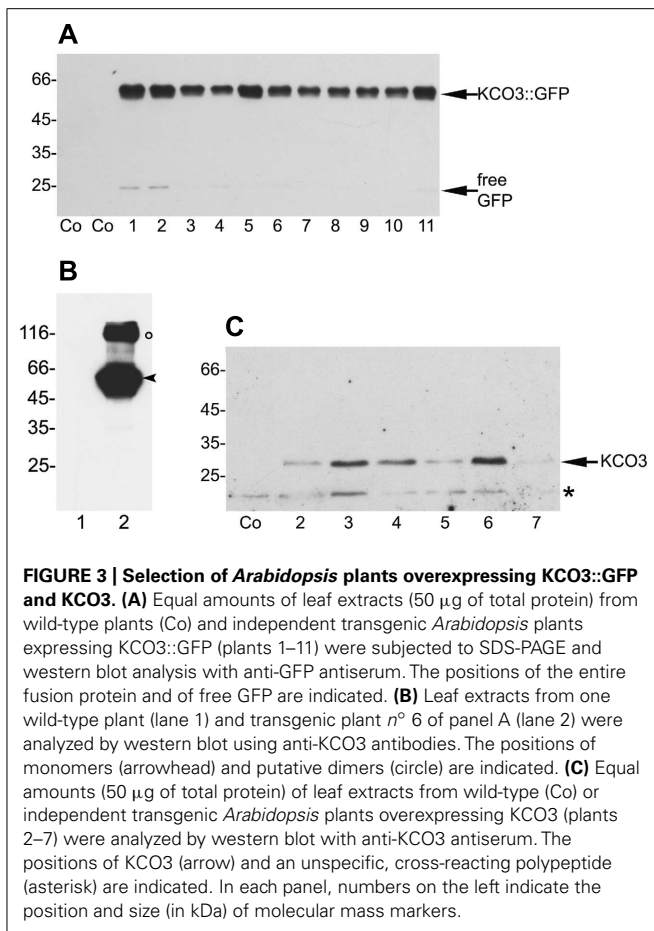 A
66-
45-
35-
25-
KCO3::GFP
free
GFP
Co Co 1 2 3 4 5 6 7 8 9 10 11
B
116-
66-
45-
35-
25-
1 2
C
66-
45-
35-
25-
KCO3
*
Co 2 3 4 5 6 7
FIGURE 3 | Selection of Arabidopsis plants overexpressing KCO3::GFP
and KCO3. (A) Equal amounts of leaf extracts (50 μg of total protein) from
wild-type plants (Co) and independent transgenic Arabidopsis plants
expressing KCO3::GFP (plants 1–11) were subjected to SDS-PAGE and
western blot analysis with anti-GFP antiserum. The positions of the entire
fusion protein and of free GFP are indicated. (B) Leaf extracts from one
wild-type plant (lane 1) and transgenic plant n° 6 of panel A (lane 2) were
analyzed by western blot using anti-KCO3 antibodies. The positions of
monomers (arrowhead) and putative dimers (circle) are indicated. (C) Equal
amounts (50 μg of total protein) of leaf extracts from wild-type (Co) or
independent transgenic Arabidopsis plants overexpressing KCO3 (plants
2–7) were analyzed by western blot with anti-KCO3 antiserum. The
positions of KCO3 (arrow) and an unspecific, cross-reacting polypeptide
(asterisk) are indicated. In each panel, numbers on the left indicate the
position and size (in kDa) of molecular mass markers.